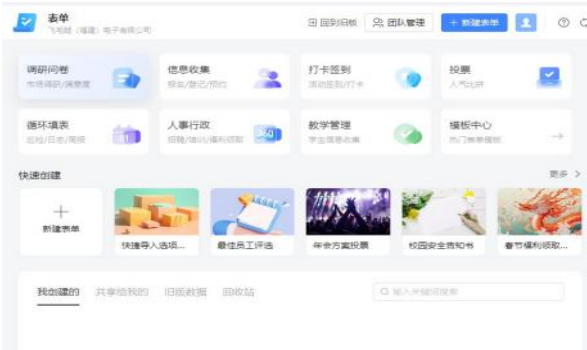 表单
飞毛腿（福建）电子有限公司
回到旧版
团队管理
+ 新建表单
调研问卷
市场调研/满意度
信息收集
报名/登记/预约
打卡签到
活动签到/打卡
投票
人气比拼
循环填表
巡检/日志/周报
人事行政
招聘/培训/福利领取
教学管理
学生信息收集
模板中心
热门表单模板
快速创建
更多 >
新建表单
快捷导入选项...
最佳员工评选
年会方案投票
校园安全告知书
春节福利领取...
我创建的
共享给我的
旧版数据
回收站
输入关键词搜索